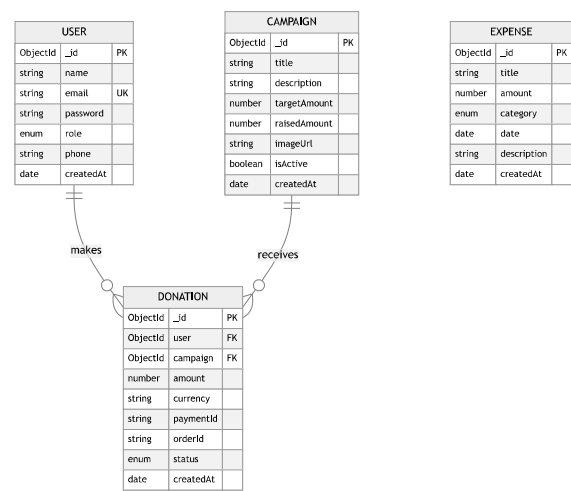 USER
ObjectId _id PK
string name
string email UK
string password
enum role
string phone
date createdAt
CAMPAIGN
ObjectId _id PK
string title
string description
number targetAmount
number raisedAmount
string imageUrl
boolean isActive
date createdAt
EXPENSE
ObjectId _id PK
string title
number amount
enum category
date date
string description
date createdAt
makes
receives
DONATION
ObjectId _id PK
ObjectId user FK
ObjectId campaign FK
number amount
string currency
string paymentId
string orderId
enum status
date createdAt